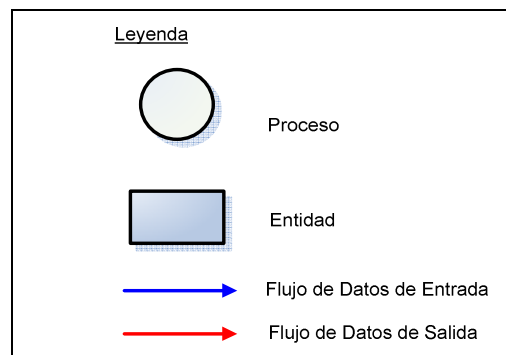 Leyenda
Proceso
Entidad
Flujo de Datos de Entrada
Flujo de Datos de Salida